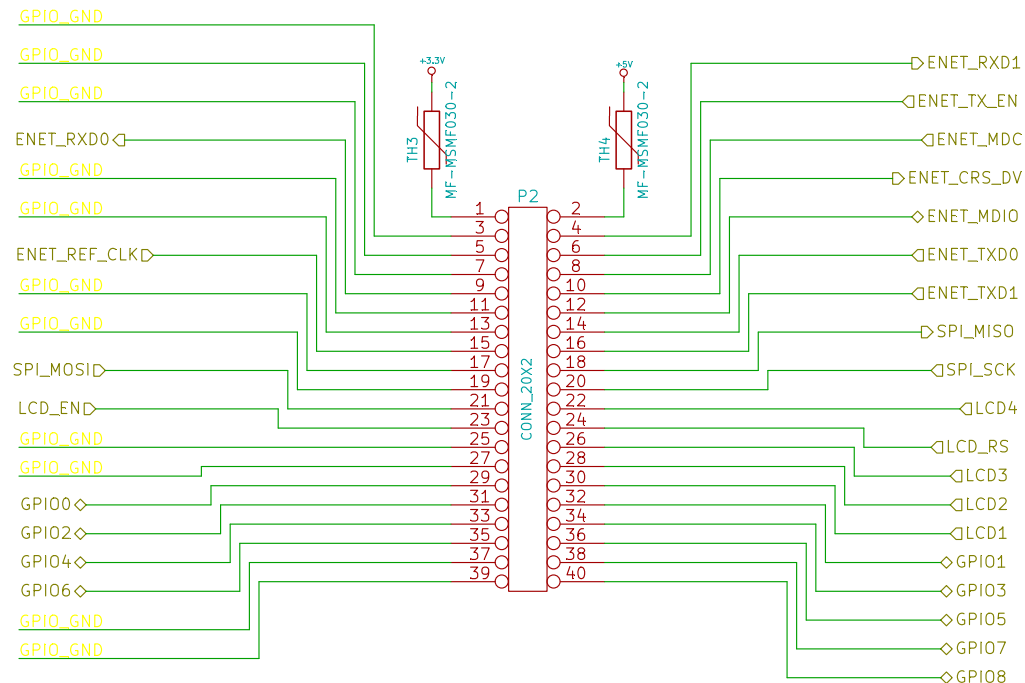 GPIO_GND
GPIO_GND
GPIO_GND
ENET_RXD0
GPIO_GND
GPIO_GND
ENET_REF_CLK
GPIO_GND
GPIO_GND
SPI_MOSI
LCD_EN
GPIO_GND
GPIO_GND
GPIO0
GPIO2
GPIO4
GPIO6
GPIO_GND
GPIO_GND
+3.3V
TH3
MF-MSMF030-2
+5V
TH4
MF-MSMF030-2
P2
CONN_20X2
1 2
3 4
5 6
7 8
9 10
11 12
13 14
15 16
17 18
19 20
21 22
23 24
25 26
27 28
29 30
31 32
33 34
35 36
37 38
39 40
ENET_RXD1
ENET_TX_EN
ENET_MDC
ENET_CRS_DV
ENET_MDIO
ENET_TXD0
ENET_TXD1
SPI_MISO
SPI_SCK
LCD4
LCD_RS
LCD3
LCD2
LCD1
GPIO1
GPIO3
GPIO5
GPIO7
GPIO8